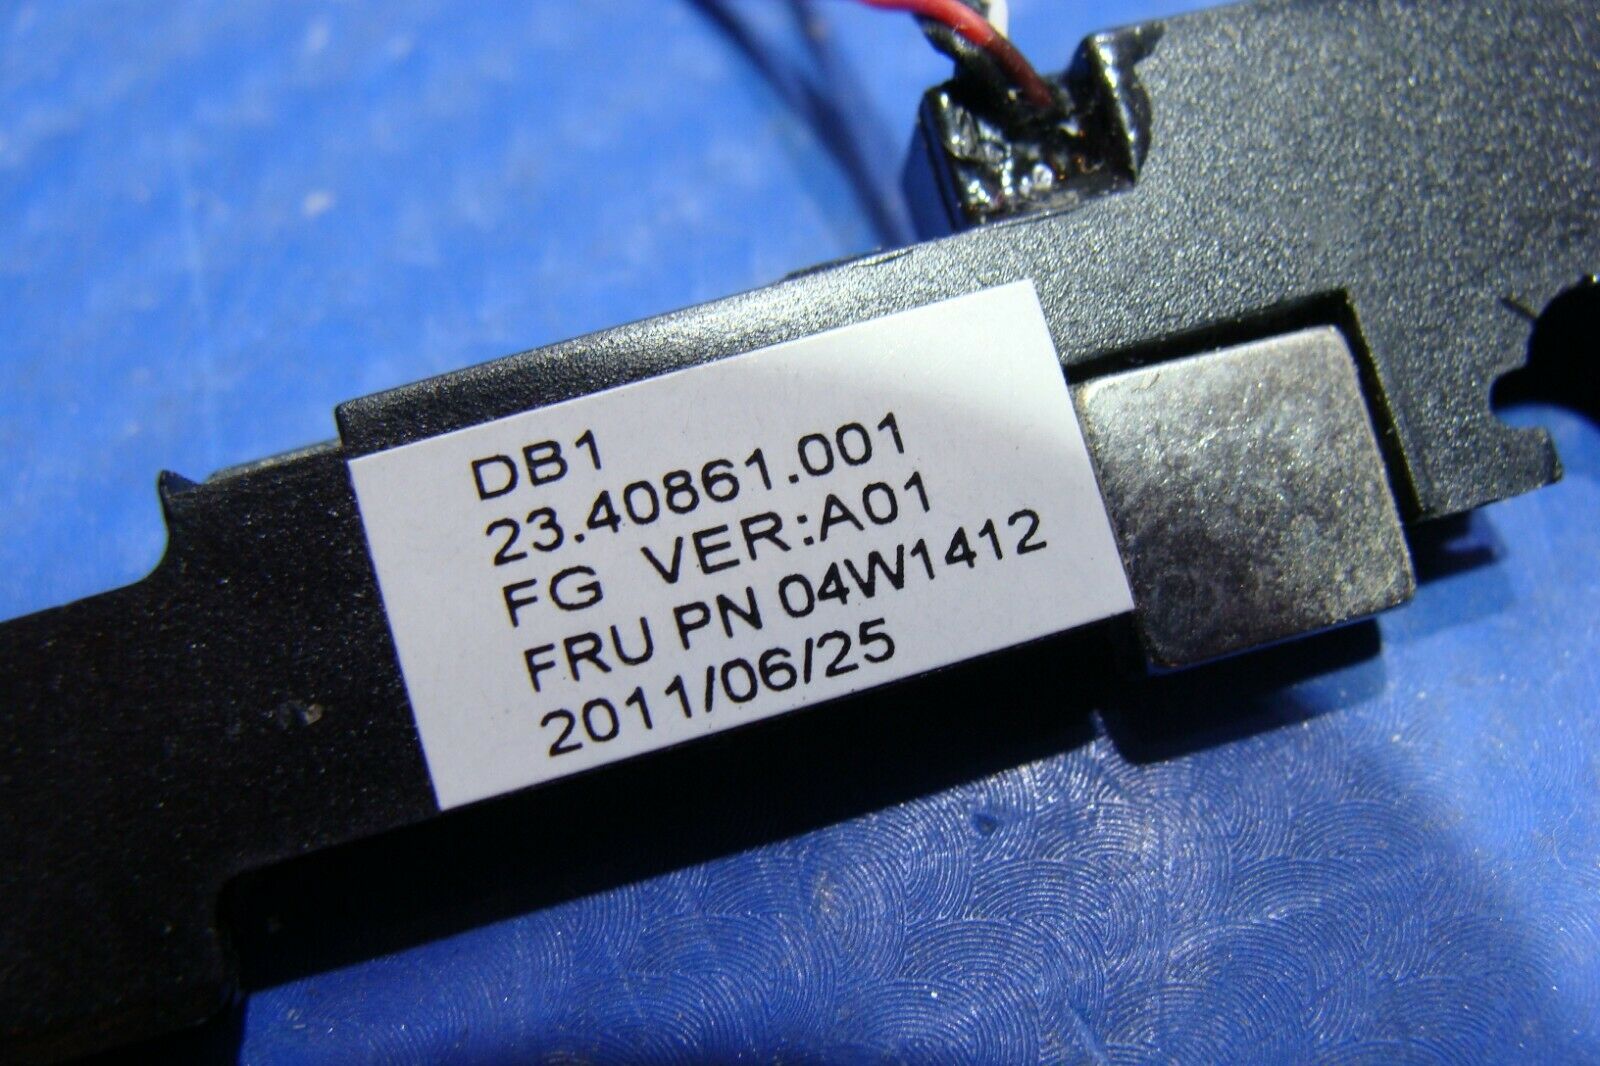 DB1
23.40861.001
FG VER:A01
FRU PN 04W1412
2011/06/25